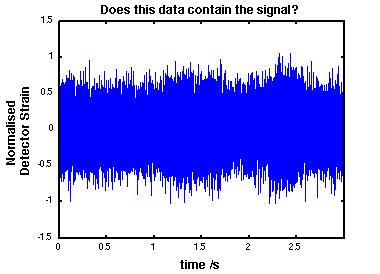 Does this data contain the signal?
1.5
1
0.5
0
-0.5
-1
-1.5
Normalised
Detector Strain
0 0.5 1 1.5 2 2.5
time /s